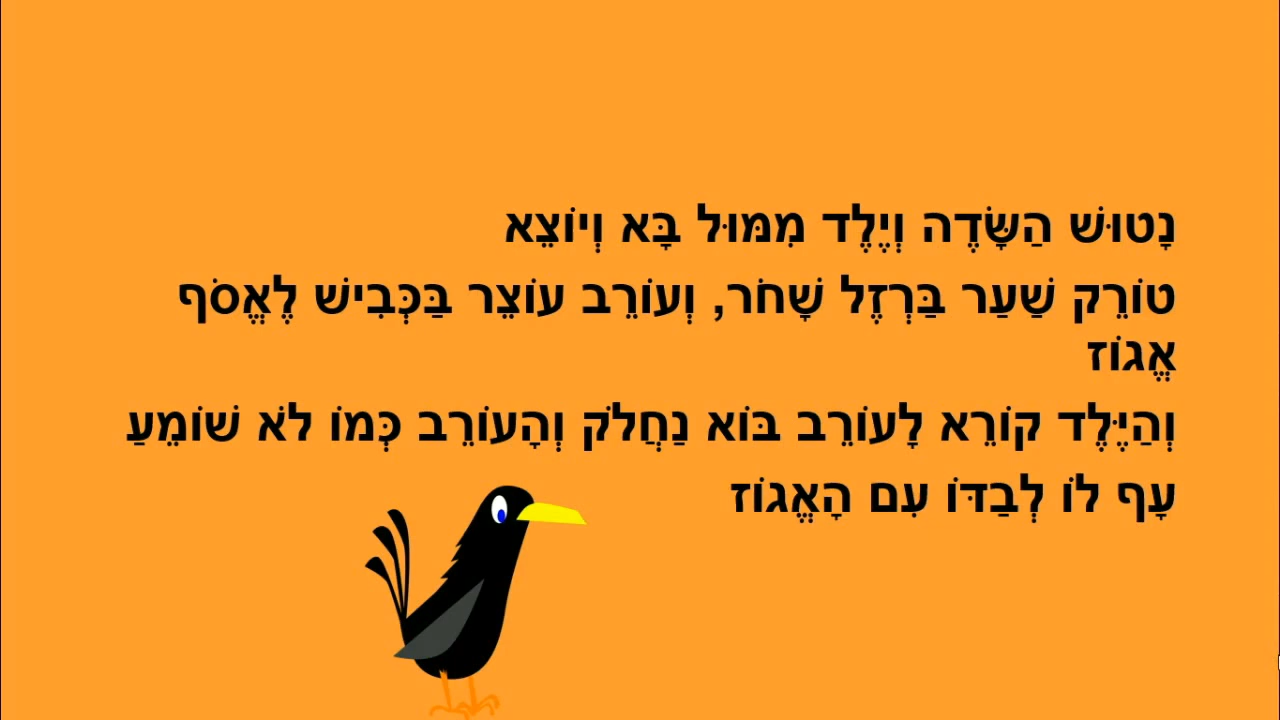 נָטוּשׁ הַשָּׂדֶה וְיֶלֶד מִמּוּל בָּא וְיוֹצֵא
טוֹרֵק שַׁעַר בַּרְזֶל שָׁחֹר, וְעוֹרֵב עוֹצֵר בַּכְּבִישׁ לֶאֱסֹף
אֱגוֹז
וְהַיֶּלֶד קוֹרֵא לָעוֹרֵב בּוֹא נַחֲלֹק וְהָעוֹרֵב כְּמוֹ לֹא שׁוֹמֵעַ
עָף לוֹ לְבַדּוֹ עִם הָאֱגוֹז